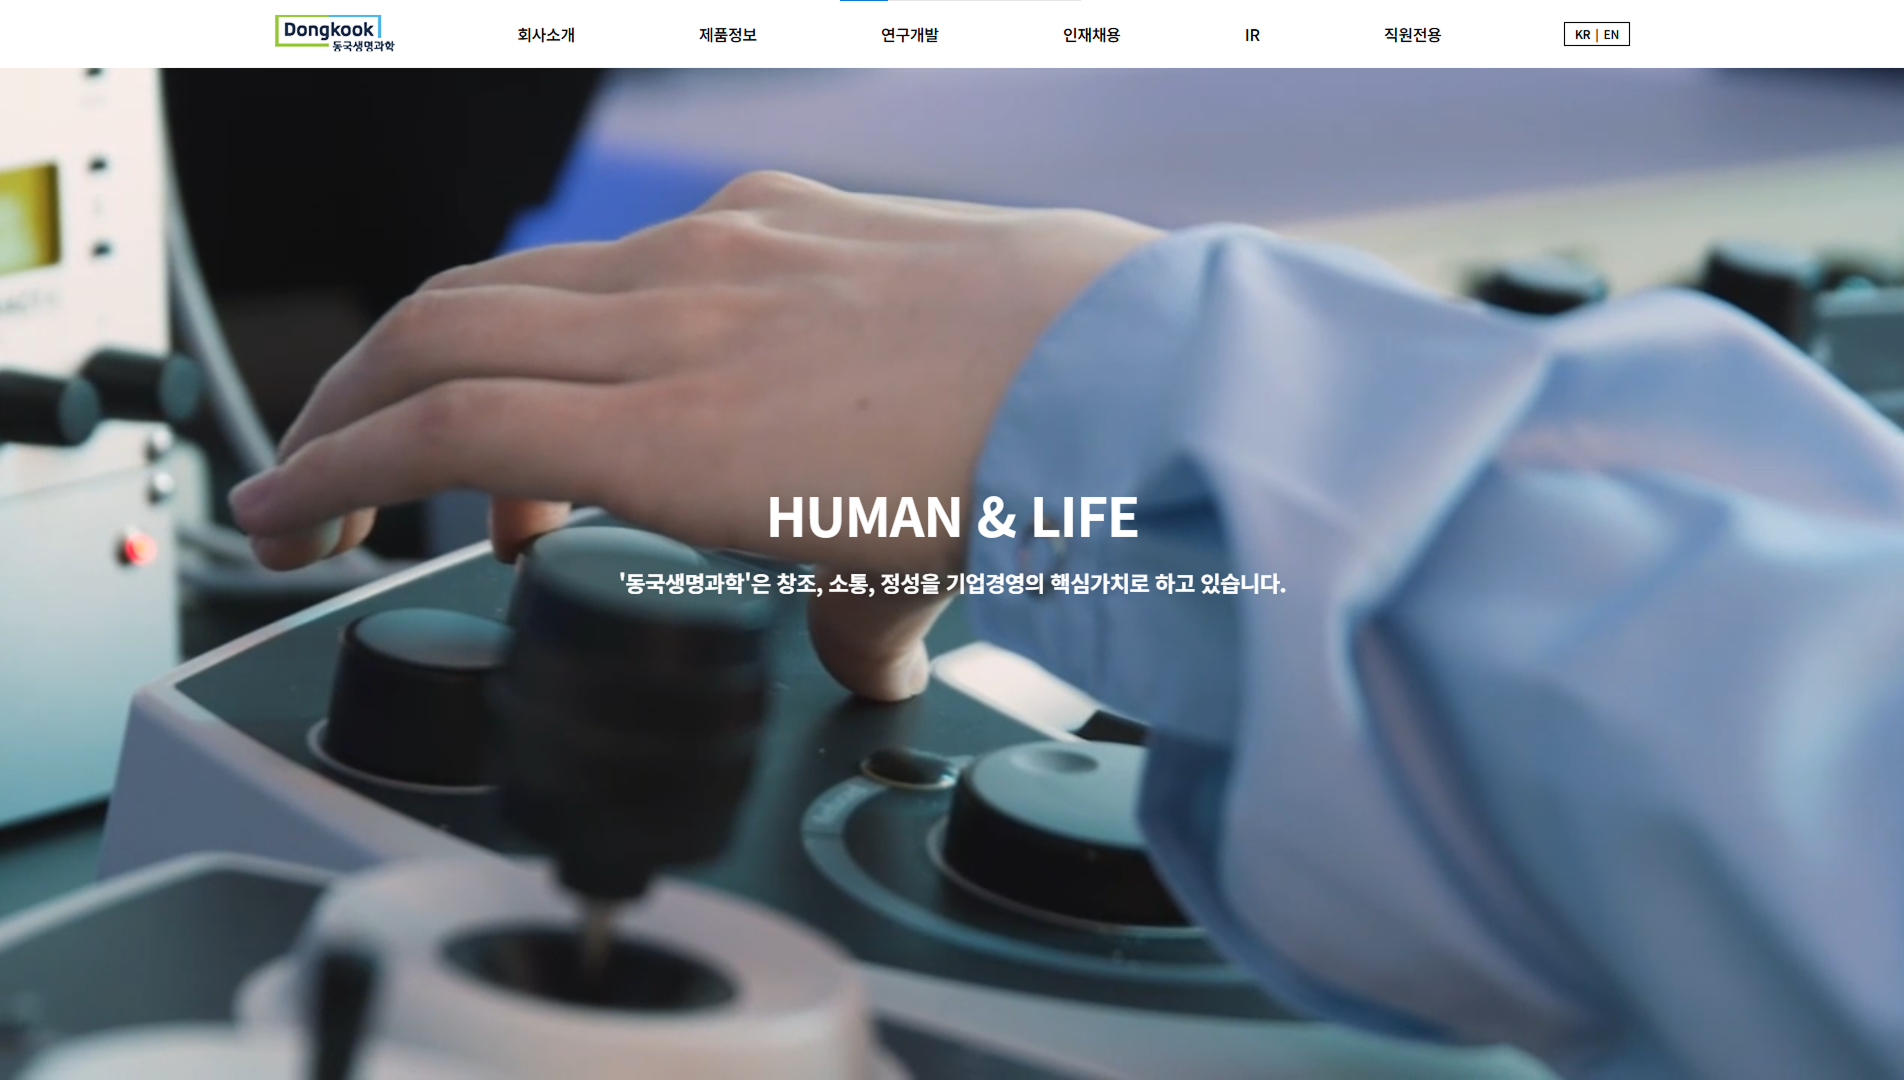 Dongkook
동국생명과학
회사소개
제품정보
연구개발
인재채용
IR
직원전용
KR | EN
HUMAN & LIFE
'동국생명과학'은 창조, 소통, 정성을 기업경영의 핵심가치로 하고 있습니다.